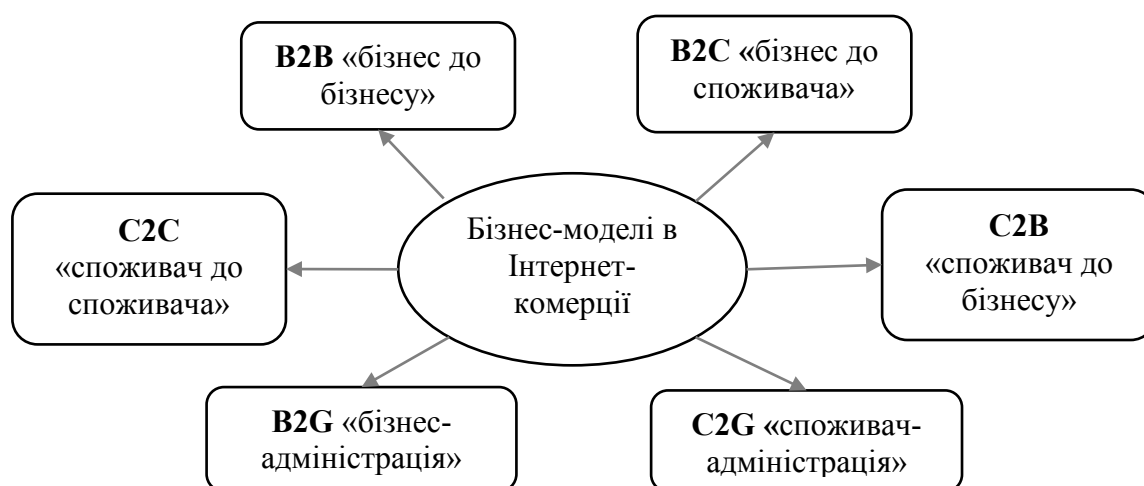 B2B «бізнес до
бізнесу»
B2C «бізнес до
споживача»
C2C
«споживач до
споживача»
Бізнес-моделі в
Інтернет-
комерції
C2B
«споживач до
бізнесу»
B2G «бізнес-
адміністрація»
C2G «споживач-
адміністрація»